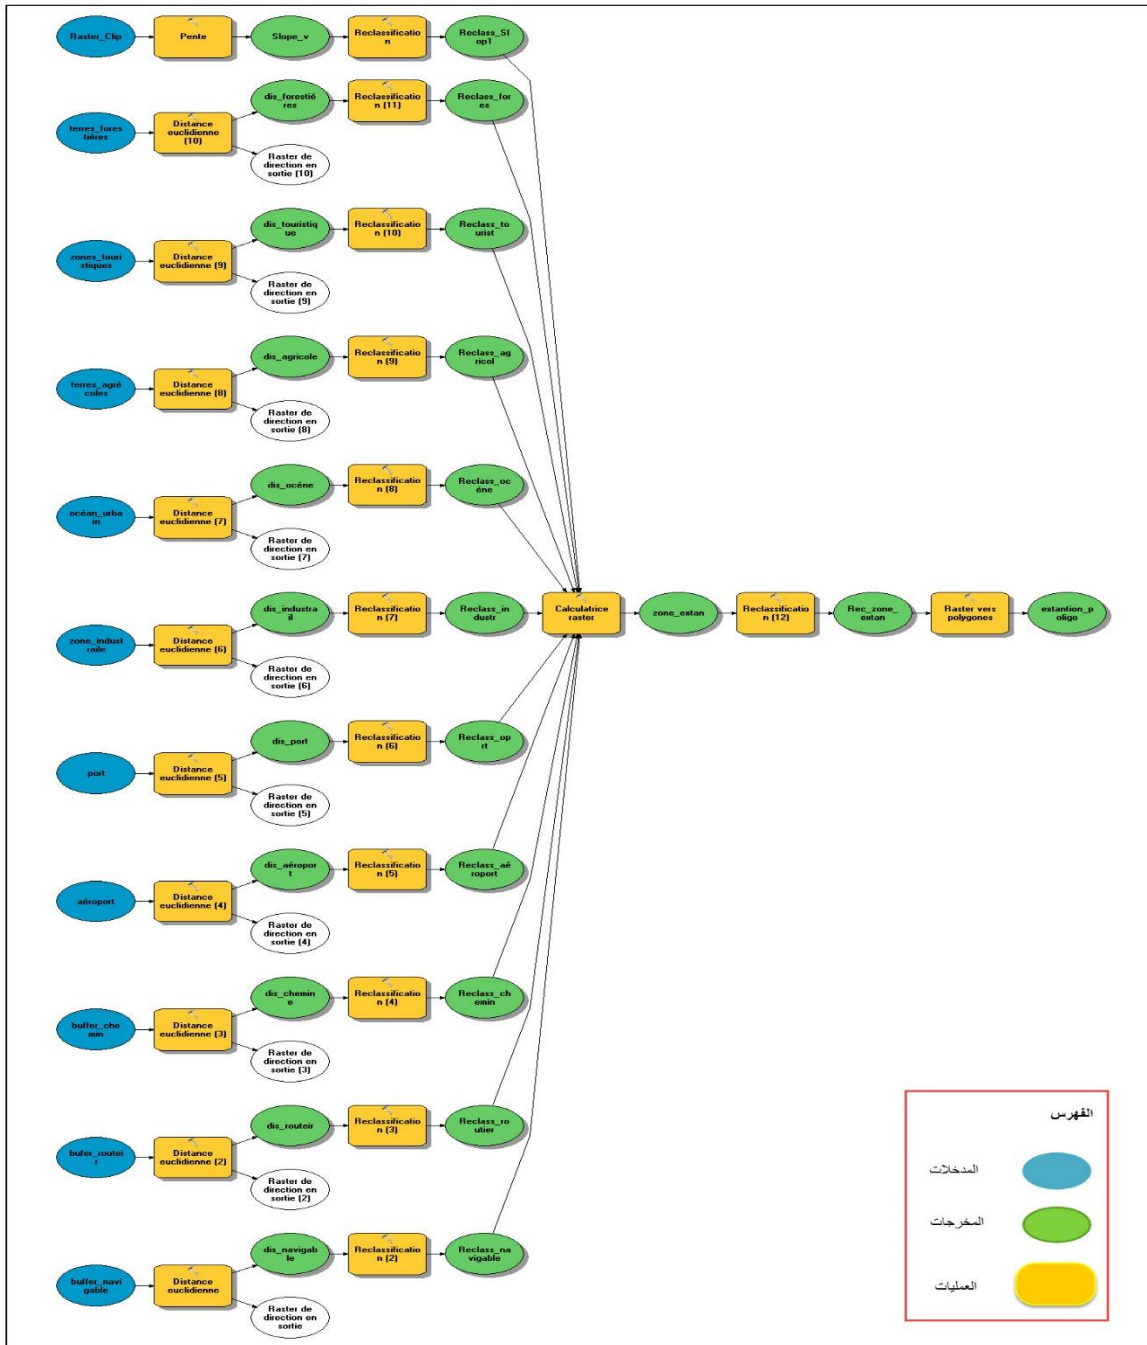 Raster_Clip
Pente
Slope_v
Reclassificatio
n
Reclass_Sl
op1
terres_fores
tières
Distance
euclidienne
(10)
dis_forestiè
res
Reclassificatio
n (11)
Reclass_for
es
Raster de
direction en
sortie (10)
zones_touri
stiques
Distance
euclidienne (9)
dis_touristiq
ue
Reclassificatio
n (10)
Reclass_to
urist
Raster de
direction en
sortie (9)
terres_agri
coles
Distance
euclidienne (8)
dis_agricole
Reclassificatio
n (9)
Reclass_ag
ricol
Raster de
direction en
sortie (8)
océan_urba
in
Distance
euclidienne (7)
dis_océne
Reclassificatio
n (8)
Reclass_oc
éne
Raster de
direction en
sortie (7)
zone_indust
raile
Distance
euclidienne (6)
dis_industra
il
Reclassificatio
n (7)
Reclass_in
dustr
Raster de
direction en
sortie (6)
Calculatrice
raster
zone_extan
Reclassificatio
n (12)
Rec_zone_
extan
Raster vers
polygones
extantion_p
oligo
port
Distance
euclidienne (5)
dis_port
Reclassificatio
n (6)
Reclass_op
rt
Raster de
direction en
sortie (5)
aéroport
Distance
euclidienne (4)
dis_aéropor
t
Reclassificatio
n (5)
Reclass_aé
roport
Raster de
direction en
sortie (4)
buffer_che
min
Distance
euclidienne (3)
dis_chemin
e
Reclassificatio
n (4)
Reclass_ch
emin
Raster de
direction en
sortie (3)
bufer_routei
r
Distance
euclidienne (2)
dis_routeir
Reclassificatio
n (3)
Reclass_ro
utier
Raster de
direction en
sortie (2)
buffer_navi
gable
Distance
euclidienne
dis_navigab
le
Reclassificatio
n (2)
Reclass_na
vigable
Raster de
direction en
sortie
الفهرس
المدخلات
المخرجات
العمليات